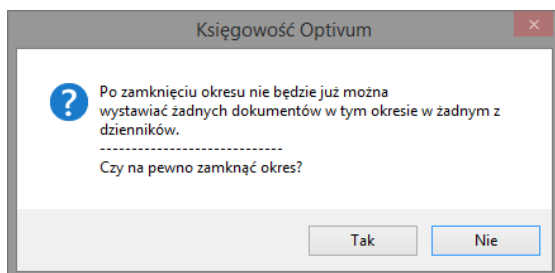 Księgowość Optivum
Po zamknięciu okresu nie będzie już można
wystawiać żadnych dokumentów w tym okresie w żadnym z
dzienników.
-----------------------------
Czy na pewno zamknąć okres?
Tak
Nie